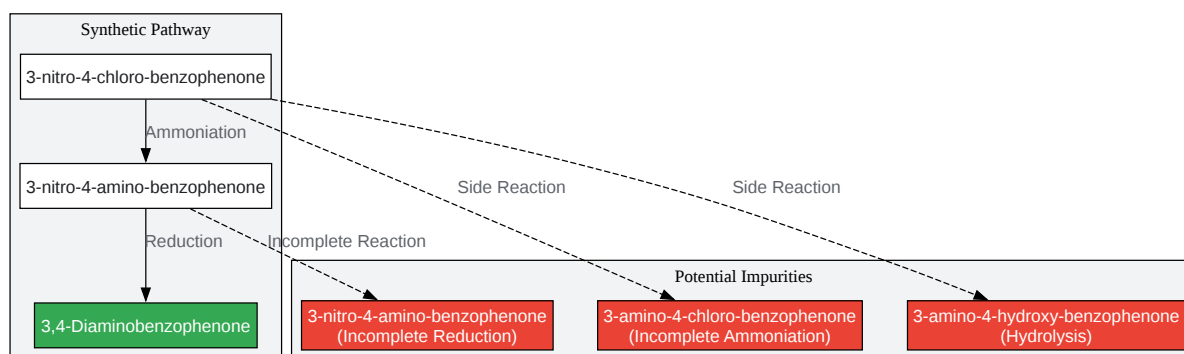 Synthetic Pathway
3-nitro-4-chloro-benzophenone
Ammoniation
3-nitro-4-amino-benzophenone
Side Reaction
Side Reaction
Reduction
Incomplete Reaction
Potential Impurities
3,4-Diaminobenzophenone
3-nitro-4-amino-benzophenone
(Incomplete Reduction)
3-amino-4-chloro-benzophenone
(Incomplete Ammoniation)
3-amino-4-hydroxy-benzophenone
(Hydrolysis)